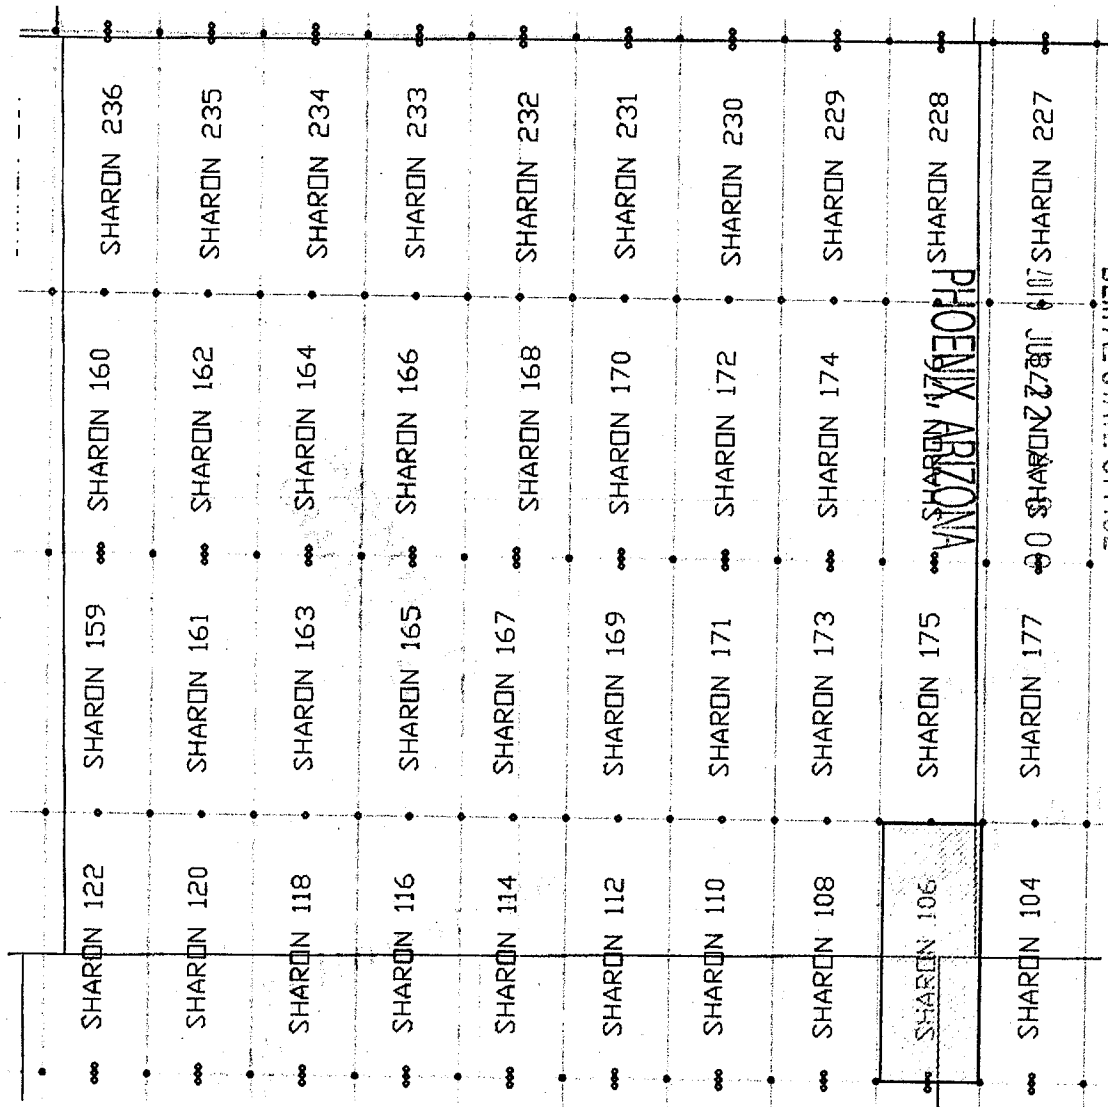 SHARON 236
SHARON 235
SHARON 234
SHARON 233
SHARON 232
SHARON 231
SHARON 230
SHARON 229
SHARON 228
SHARON 227
SHARON 160
SHARON 162
SHARON 164
SHARON 166
SHARON 168
SHARON 170
SHARON 172
SHARON 174
SHARON 176
SHARON
PHOENIX, ARIZONA
SHARON 159
SHARON 161
SHARON 163
SHARON 165
SHARON 167
SHARON 169
SHARON 171
SHARON 173
SHARON 175
SHARON 177
SHARON 122
SHARON 120
SHARON 118
SHARON 116
SHARON 114
SHARON 112
SHARON 110
SHARON 108
SHARON 106
SHARON 104